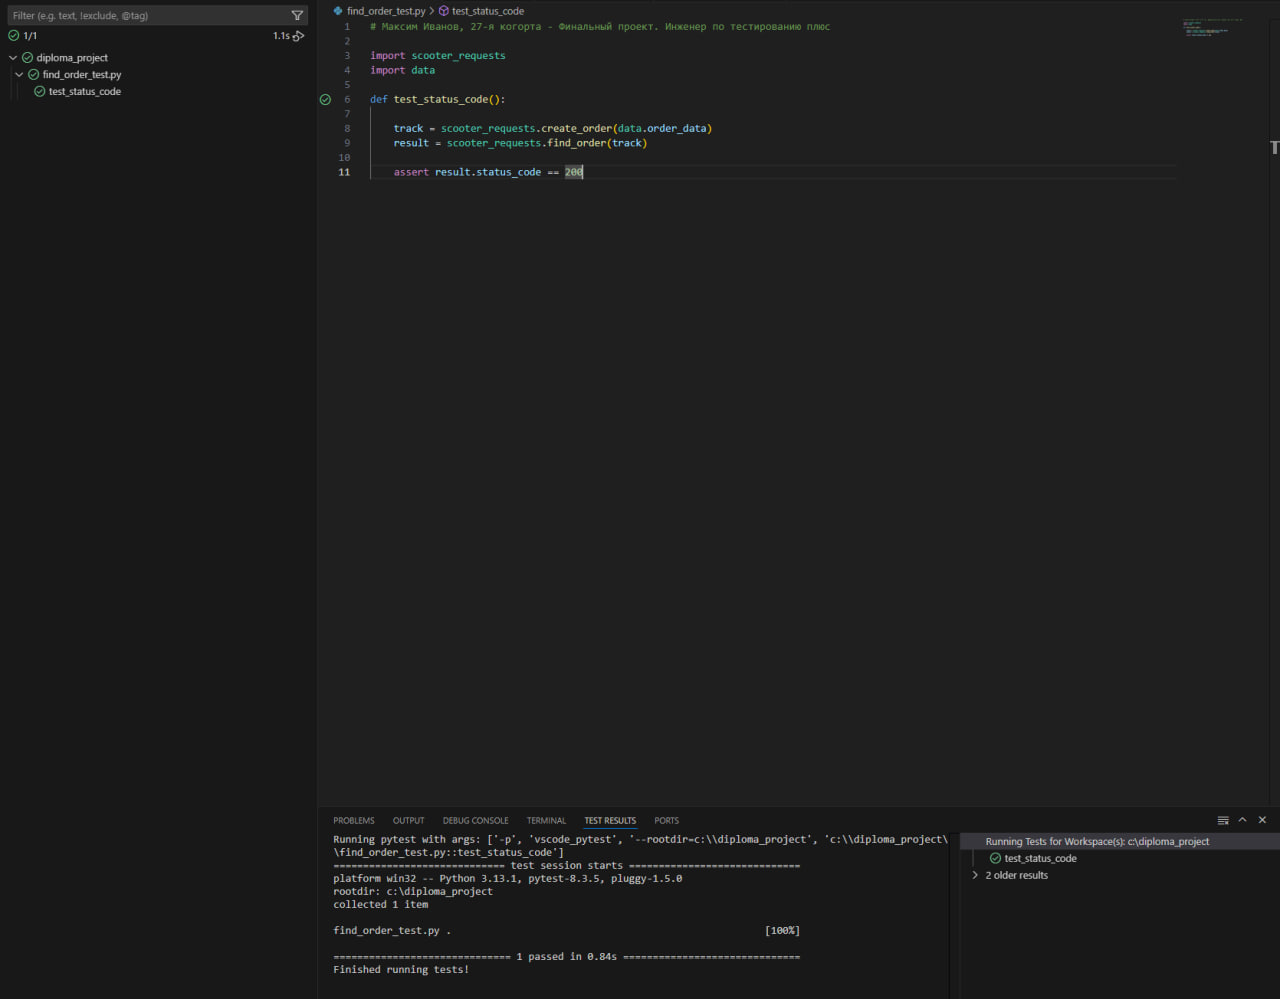 Filter (e.g. text, !exclude, @tag)
1/1
1.1s
diploma_project
find_order_test.py
test_status_code
find_order_test.py > test_status_code
1 # Максим Иванов, 27-я когорта - Финальный проект. Инженер по тестированию плюс
2
3 import scooter_requests
4 import data
5
6 def test_status_code():
7
8 track = scooter_requests.create_order(data.order_data)
9 result = scooter_requests.find_order(track)
10
11 assert result.status_code == 200
PROBLEMS OUTPUT DEBUG CONSOLE TERMINAL TEST RESULTS PORTS
Running pytest with args: ['-p', 'vscode_pytest', '--rootdir=c:\\diploma_project', 'c:\\diploma_project\
\find_order_test.py::test_status_code']
============================= test session starts =============================
platform win32 -- Python 3.13.1, pytest-8.3.5, pluggy-1.5.0
rootdir: c:\diploma_project
collected 1 item
find_order_test.py . [100%]
============================== 1 passed in 0.84s ==============================
Finished running tests!
Running Tests for Workspace(s): c:\diploma_project
test_status_code
2 older results